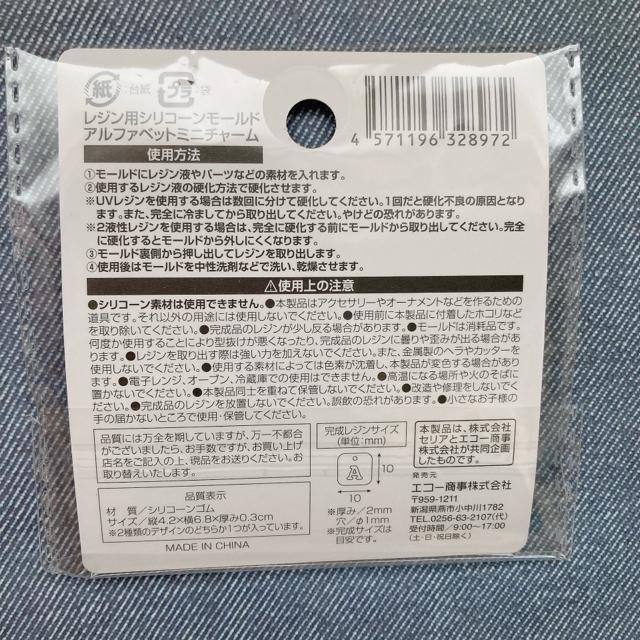 紙 台紙 プラ 袋
レジン用シリコーンモールド
アルファベットミニチャーム
4 571196 328972
使用方法
①モールドにレジン液やパーツなどの素材を入れます。
②使用するレジン液の硬化方法で硬化させます。
※UVレジンを使用する場合は数回に分けて硬化してください。1回だと硬化不良の原因となり
ます。また、完全に冷ましてから取り出してください。やけどの恐れがあります。
※2液性レジンを使用する場合は、完全に硬化する前にモールドから取り出してください。完全
に硬化するとモールドから外しにくくなります。
③モールド裏側から押し出してレジンを取り出します。
④使用後はモールドを中性洗剤などで洗い、乾燥させます。
⚠使用上の注意
●シリコーン素材は使用できません。●本製品はアクセサリーやオーナメントなどを作るための
道具です。それ以外の用途には使用しないでください。●使用前に本製品に付着したホコリなど
を取り除いてください。●完成品のレジンが少し反る場合があります。●モールドは消耗品です。
何度か使用することにより型抜けが悪くなったり、完成品のレジンに曇りや歪みが出る場合があ
ります。●レジンを取り出す際は強い力を加えないでください。また、金属製のヘラやカッターを
使用しないでください。●使用する素材によっては色素が沈着し、本製品が変色する場合があり
ます。●電子レンジ、オーブン、冷蔵庫での使用はできません。●高温になる場所や火のそばに
置かないでください。●本製品同士を重ねて保管しないでください。●改造や修理をしないでく
ださい。●完成品のレジンを放置しないでください。誤飲の恐れがあります。●小さなお子様の
手の届かないところで使用・保管してください。
品質には万全を期していますが、万一不都合
がございましたら、お手数ですが、お買い上げ
店名をご記入の上、現品をお送りください。お
取り替えいたします。
品質表示
材 質/シリコーンゴム
サイズ/縦4.2×横6.8×厚み0.3cm
※2種類のデザインのどちらか1つが入っています。
MADE IN CHINA
完成レジンサイズ
(単位:mm)
A
10
10
※厚み/2mm
穴/φ1mm
※完成サイズは
目安です。
本製品は、株式会社
セリアとエコー商事
株式会社が共同企画
したものです。
発売元
エコー商事株式会社
〒959-1211
新潟県燕市小中川1782
TEL.0256-63-2107(代)
受付時間/9:00~17:00
(土・日・祝日除く)